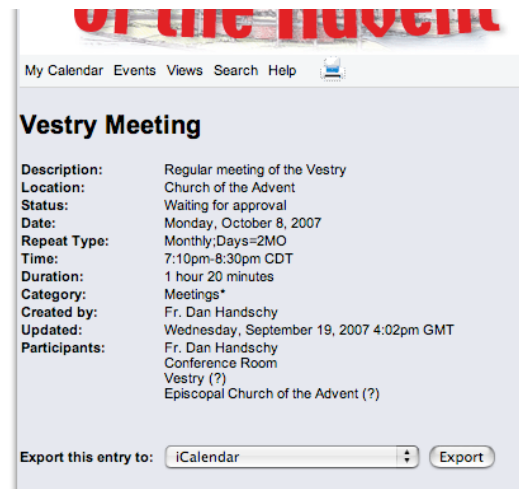 of the Advent
My Calendar Events Views Search Help
Vestry Meeting
Description: Regular meeting of the Vestry
Location: Church of the Advent
Status: Waiting for approval
Date: Monday, October 8, 2007
Repeat Type: Monthly;Days=2MO
Time: 7:10pm-8:30pm CDT
Duration: 1 hour 20 minutes
Category: Meetings*
Created by: Fr. Dan Handschy
Updated: Wednesday, September 19, 2007 4:02pm GMT
Participants: Fr. Dan Handschy
Conference Room
Vestry (?)
Episcopal Church of the Advent (?)
Export this entry to: iCalendar Export